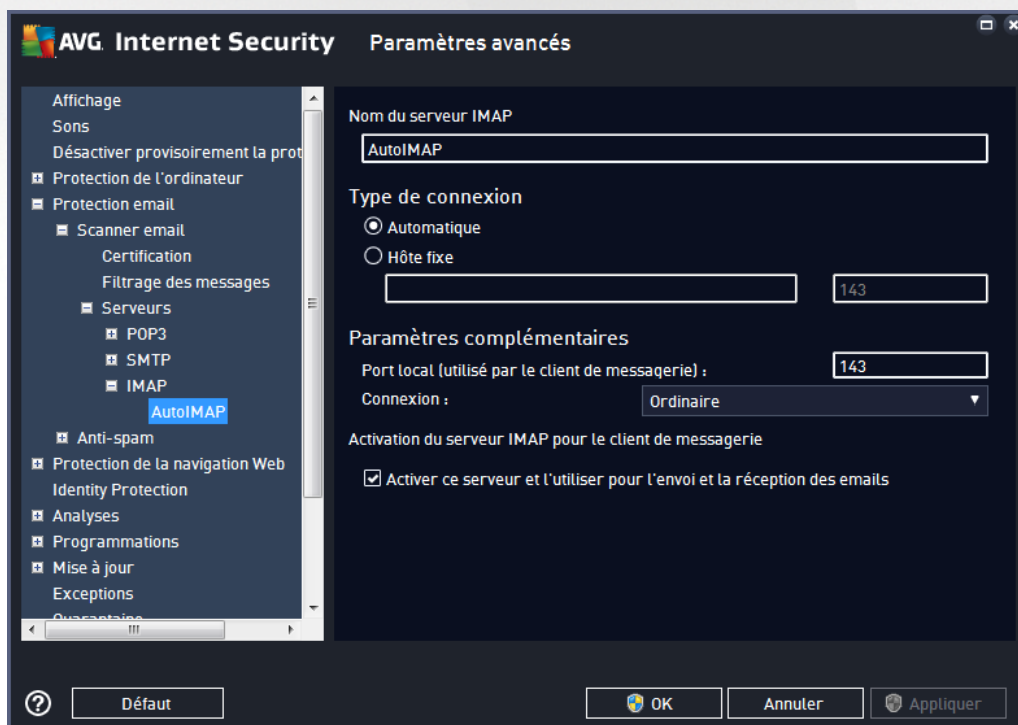 AVG. Internet Security Paramètres avancés
Affichage
Sons
Désactiver provisoirement la prot
Protection de l'ordinateur
Protection email
Scanner email
Certification
Filtrage des messages
Serveurs
POP3
SMTP
IMAP
AutoIMAP
Anti-spam
Protection de la navigation Web
Identity Protection
Analyses
Programmations
Mise à jour
Exceptions
Quarantaine
Nom du serveur IMAP
AutoIMAP
Type de connexion
Automatique
Hôte fixe
143
Paramètres complémentaires
Port local (utilisé par le client de messagerie) : 143
Connexion : Ordinaire
Activation du serveur IMAP pour le client de messagerie
Activer ce serveur et l'utiliser pour l'envoi et la réception des emails
Défaut OK Annuler Appliquer